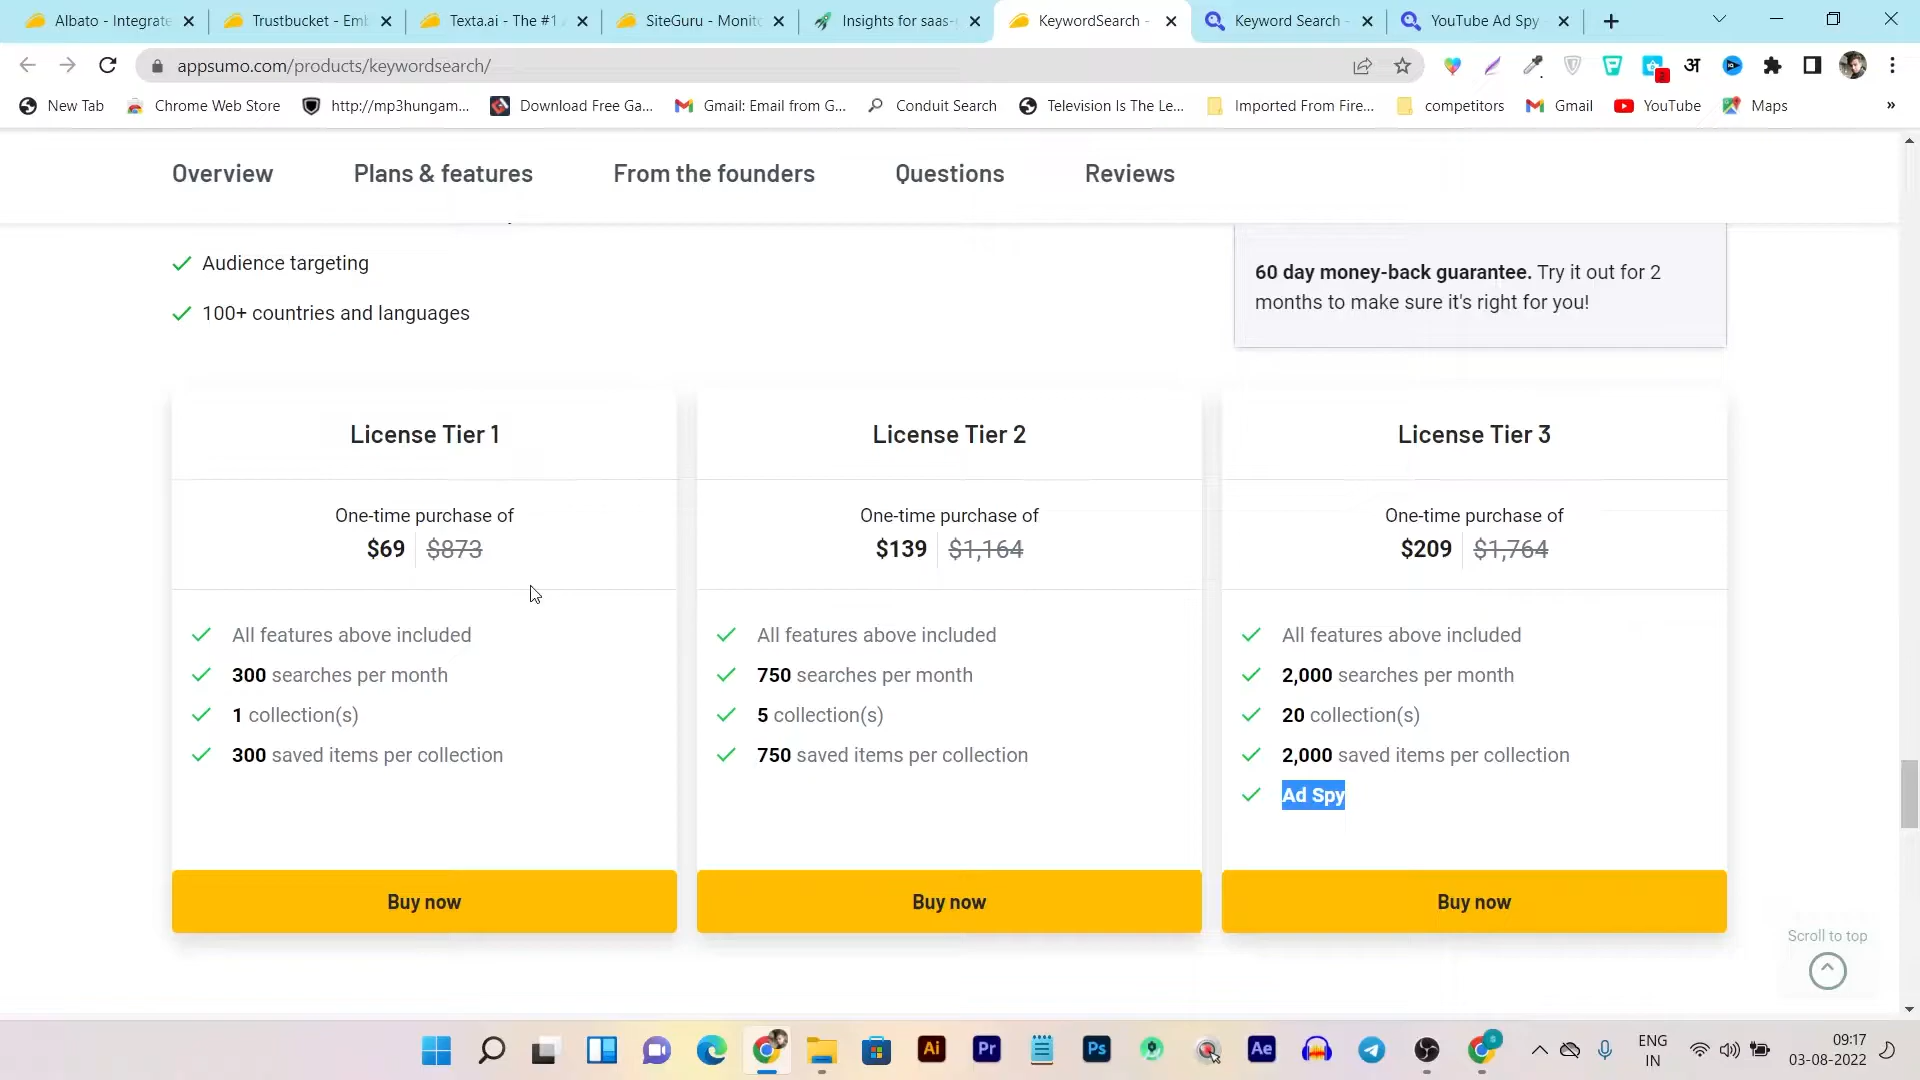 Albato - Integrate
Trustbucket - Emb
Texta.ai - The #1
SiteGuru - Monito
Insights for saas-
KeywordSearch -
Keyword Search -
YouTube Ad Spy
appsumo.com/products/keywordsearch/
New Tab
Chrome Web Store
http://mp3hungam...
Download Free Ga...
Gmail: Email from G...
Conduit Search
Television Is The Le...
Imported From Fire...
competitors
Gmail
YouTube
Maps
»
Overview
Plans & features
From the founders
Questions
Reviews
Audience targeting
100+ countries and languages
60 day money-back guarantee. Try it out for 2
months to make sure it's right for you!
License Tier 1
One-time purchase of
$69 $873
All features above included
300 searches per month
1 collection(s)
300 saved items per collection
Buy now
License Tier 2
One-time purchase of
$139 $1,164
All features above included
750 searches per month
5 collection(s)
750 saved items per collection
Buy now
License Tier 3
One-time purchase of
$209 $1,764
All features above included
2,000 searches per month
20 collection(s)
2,000 saved items per collection
Ad Spy
Buy now
Scroll to top
Ai
Pr
Ps
Ae
ENG
IN
09:17
03-08-2022